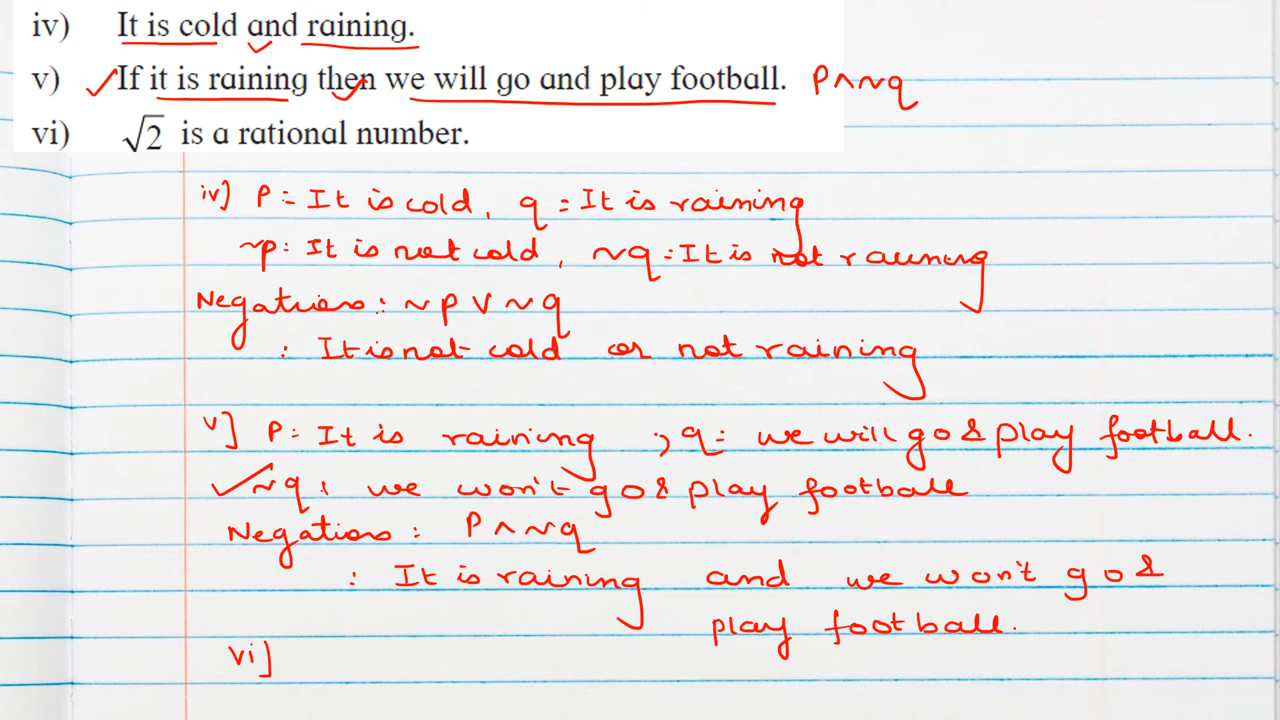 iv) It is cold and raining.
v) If it is raining then we will go and play football. P∧~q
vi) √2 is a rational number.
iv] P = It is cold, q = It is raining
~p: It is not cold, ~q = It is not raining
Negation: ~p ∨ ~q
: It is not cold or not raining
v] P: It is raining ; q: we will go & play football.
~q: we won't go & play football
Negation: P ∧ ~q
: It is raining and we won't go &
play football.
vi]